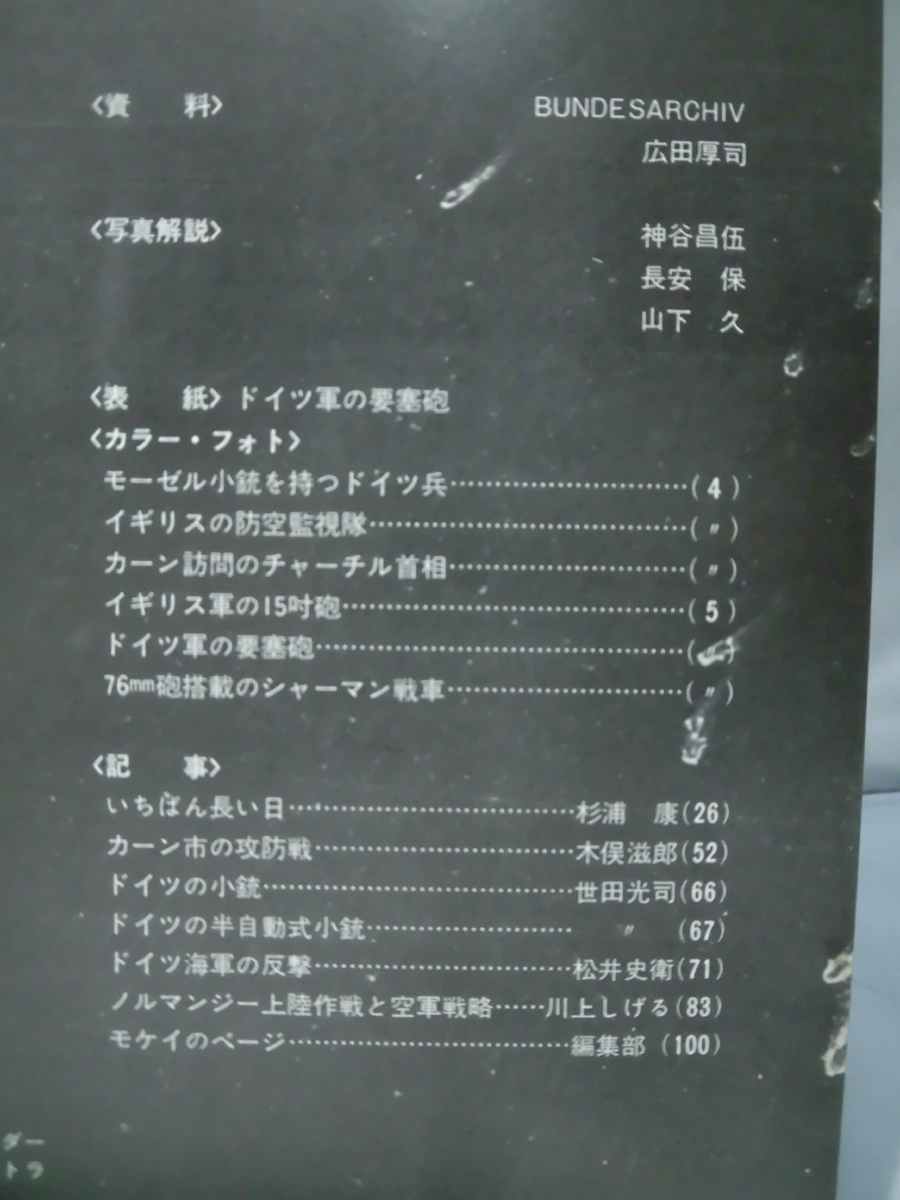 〈資　料〉 BUNDESARCHIV
広田厚司
〈写真解説〉 神谷昌伍
長安　保
山下　久
〈表　紙〉 ドイツ軍の要塞砲
〈カラー・フォト〉
モーゼル小銃を持つドイツ兵………………………(4)
イギリスの防空監視隊………………………………(〃)
カーン訪問のチャーチル首相………………………(〃)
イギリス軍の15吋砲…………………………………(5)
ドイツ軍の要塞砲……………………………………(〃)
76mm砲搭載のシャーマン戦車………………………(〃)
〈記　事〉
いちばん長い日……………………………杉浦　康(26)
カーン市の攻防戦…………………………木俣滋郎(52)
ドイツの小銃………………………………世田光司(66)
ドイツの半自動式小銃……………………　〃　(67)
ドイツ海軍の反撃…………………………松井史衛(71)
ノルマンジー上陸作戦と空軍戦略……川上しげる(83)
モケイのページ……………………………編集部 (100)
ダー
トラ